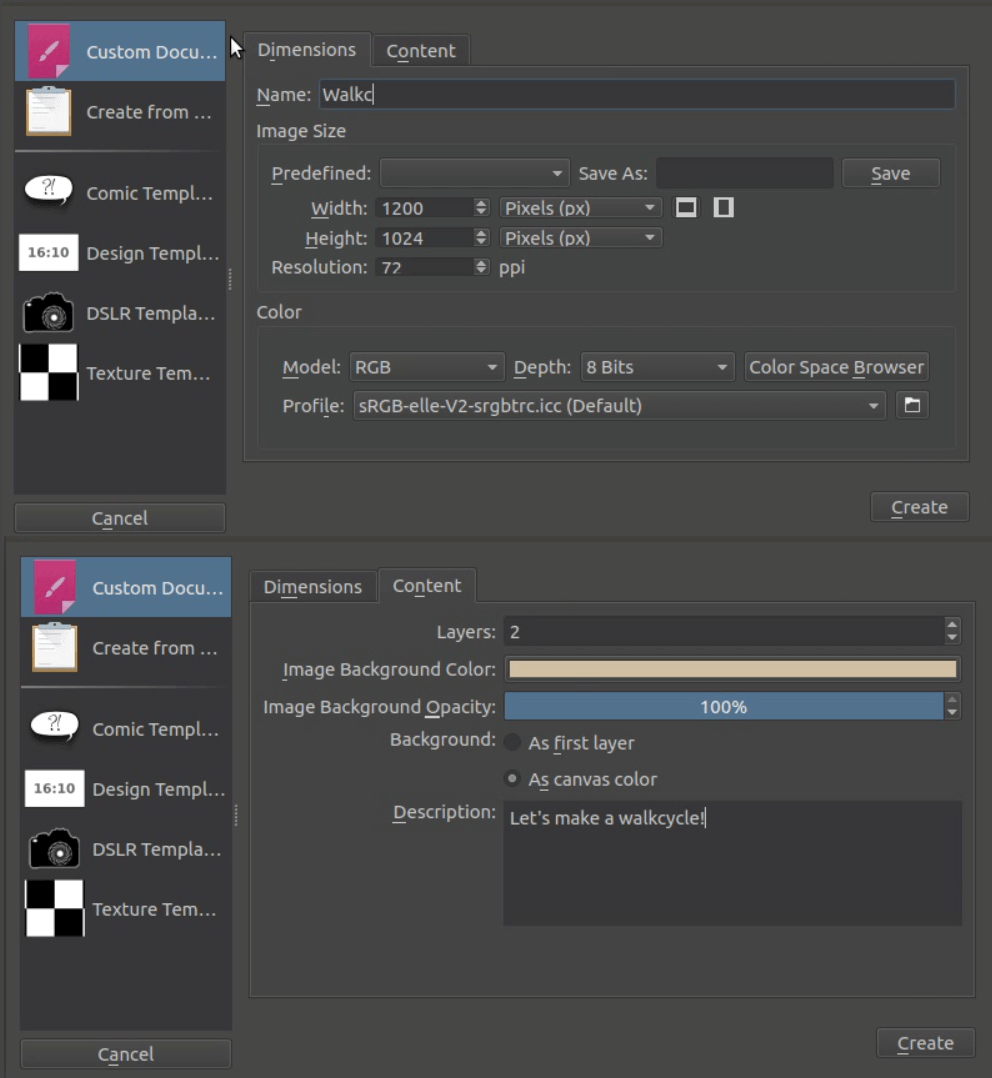 Custom Docu...
Create from ...
?!
Comic Templ...
16:10
Design Templ...
DSLR Templa...
Texture Tem...
Cancel
Dimensions Content
Name: Walkc
Image Size
Predefined: Save As: Save
Width: 1200 Pixels (px)
Height: 1024 Pixels (px)
Resolution: 72 ppi
Color
Model: RGB Depth: 8 Bits Color Space Browser
Profile: sRGB-elle-V2-srgbtrc.icc (Default)
Create
Custom Docu...
Create from ...
?!
Comic Templ...
16:10
Design Templ...
DSLR Templa...
Texture Tem...
Cancel
Dimensions Content
Layers: 2
Image Background Color:
Image Background Opacity: 100%
Background: As first layer
As canvas color
Description: Let's make a walkcycle!
Create